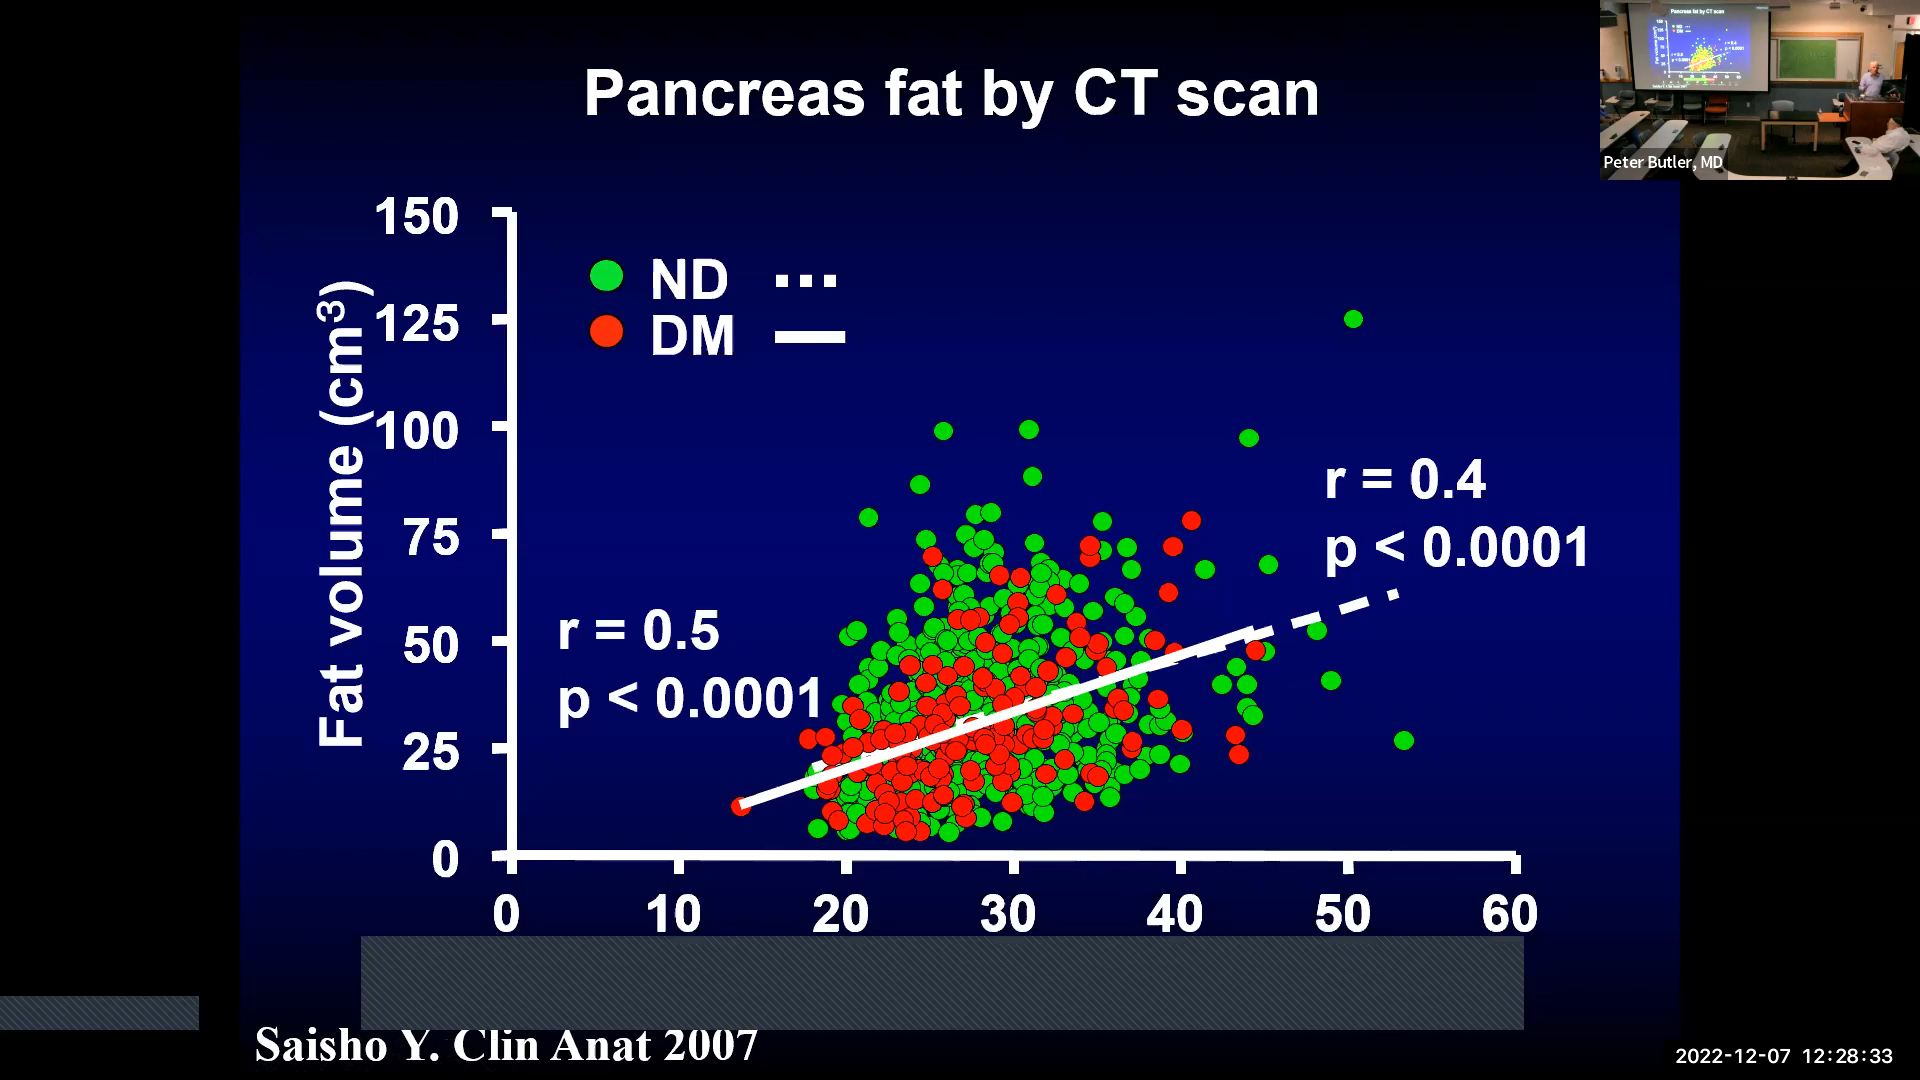 Pancreas fat by CT scan
Peter Butler, MD
150
125
100
75
50
25
0
Fat volume (cm³)
ND
DM
r = 0.4
p < 0.0001
r = 0.5
p < 0.0001
0 10 20 30 40 50 60
Saisho Y. Clin Anat 2007
2022-12-07 12:28:33